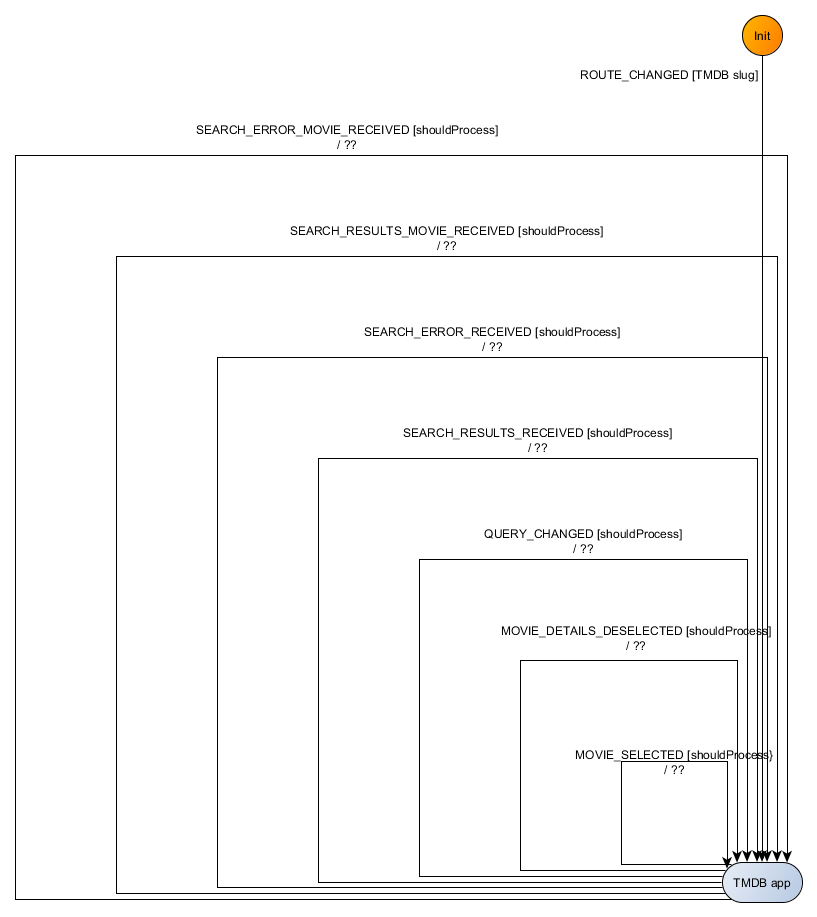 Init
ROUTE_CHANGED [TMDB slug]
SEARCH_ERROR_MOVIE_RECEIVED [shouldProcess]
/ ??
SEARCH_RESULTS_MOVIE_RECEIVED [shouldProcess]
/ ??
SEARCH_ERROR_RECEIVED [shouldProcess]
/ ??
SEARCH_RESULTS_RECEIVED [shouldProcess]
/ ??
QUERY_CHANGED [shouldProcess]
/ ??
MOVIE_DETAILS_DESELECTED [shouldProcess]
/ ??
MOVIE_SELECTED [shouldProcess}
/ ??
TMDB app